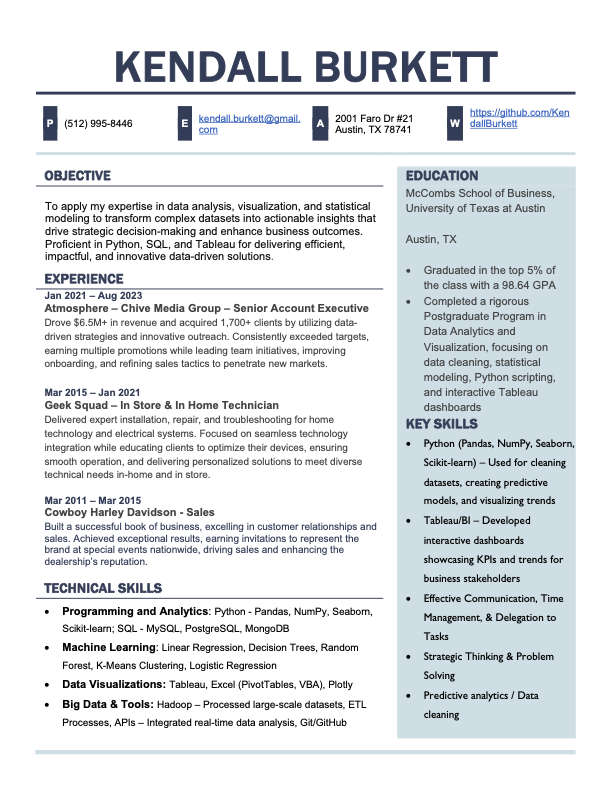 KENDALL BURKETT
P
(512) 995-8446
E
kendall.burkett@gmail.
com
A
2001 Faro Dr #21
Austin, TX 78741
W
https://github.com/Ken
dallBurkett
OBJECTIVE
To apply my expertise in data analysis, visualization, and statistical
modeling to transform complex datasets into actionable insights that
drive strategic decision-making and enhance business outcomes.
Proficient in Python, SQL, and Tableau for delivering efficient,
impactful, and innovative data-driven solutions.
EXPERIENCE
Jan 2021 – Aug 2023
Atmosphere – Chive Media Group – Senior Account Executive
Drove $6.5M+ in revenue and acquired 1,700+ clients by utilizing data-
driven strategies and innovative outreach. Consistently exceeded targets,
earning multiple promotions while leading team initiatives, improving
onboarding, and refining sales tactics to penetrate new markets.
Mar 2015 – Jan 2021
Geek Squad – In Store & In Home Technician
Delivered expert installation, repair, and troubleshooting for home
technology and electrical systems. Focused on seamless technology
integration while educating clients to optimize their devices, ensuring
smooth operation, and delivering personalized solutions to meet diverse
technical needs in-home and in store.
Mar 2011 – Mar 2015
Cowboy Harley Davidson - Sales
Built a successful book of business, excelling in customer relationships and
sales. Achieved exceptional results, earning invitations to represent the
brand at special events nationwide, driving sales and enhancing the
dealership's reputation.
TECHNICAL SKILLS
• Programming and Analytics: Python - Pandas, NumPy, Seaborn,
Scikit-learn; SQL - MySQL, PostgreSQL, MongoDB
• Machine Learning: Linear Regression, Decision Trees, Random
Forest, K-Means Clustering, Logistic Regression
• Data Visualizations: Tableau, Excel (PivotTables, VBA), Plotly
• Big Data & Tools: Hadoop – Processed large-scale datasets, ETL
Processes, APIs – Integrated real-time data analysis, Git/GitHub
EDUCATION
McCombs School of Business,
University of Texas at Austin
Austin, TX
• Graduated in the top 5% of
the class with a 98.64 GPA
• Completed a rigorous
Postgraduate Program in
Data Analytics and
Visualization, focusing on
data cleaning, statistical
modeling, Python scripting,
and interactive Tableau
dashboards
KEY SKILLS
• Python (Pandas, NumPy, Seaborn,
Scikit-learn) – Used for cleaning
datasets, creating predictive
models, and visualizing trends
• Tableau/BI – Developed
interactive dashboards
showcasing KPIs and trends for
business stakeholders
• Effective Communication, Time
Management, & Delegation to
Tasks
• Strategic Thinking & Problem
Solving
• Predictive analytics / Data
cleaning